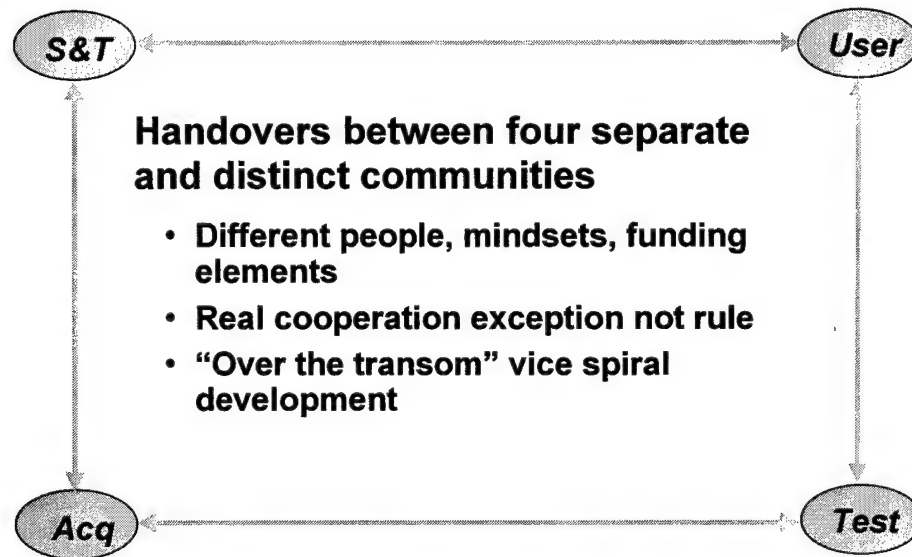 S&T
User
Handovers between four separate
and distinct communities
• Different people, mindsets, funding
elements
• Real cooperation exception not rule
• “Over the transom” vice spiral
development
Acq
Test